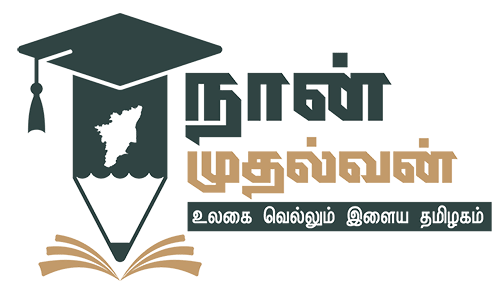 நான்
முதல்வன்
உலகை வெல்லும் இளைய தமிழகம்